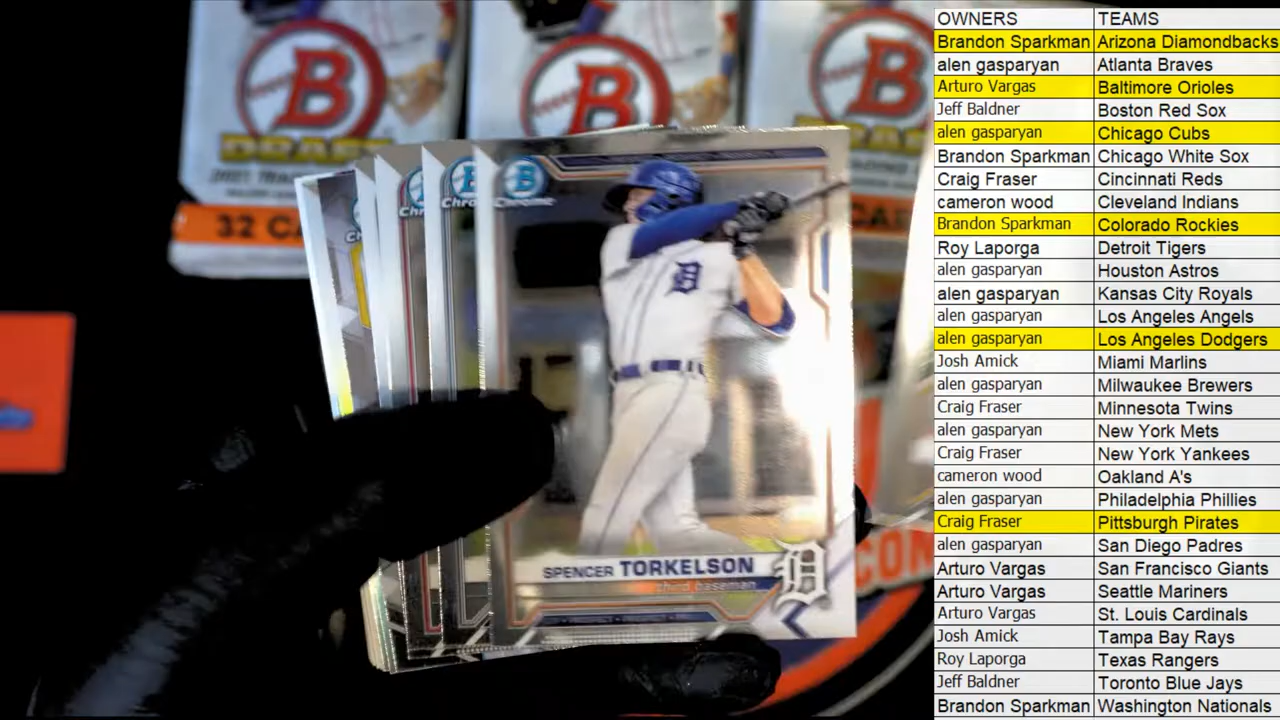 B
B
B
DRAFT
32 CA
CAR
B
Chrome
D
SPENCER TORKELSON
third baseman
D
CON
OWNERS TEAMS
Brandon Sparkman Arizona Diamondbacks
alen gasparyan Atlanta Braves
Arturo Vargas Baltimore Orioles
Jeff Baldner Boston Red Sox
alen gasparyan Chicago Cubs
Brandon Sparkman Chicago White Sox
Craig Fraser Cincinnati Reds
cameron wood Cleveland Indians
Brandon Sparkman Colorado Rockies
Roy Laporga Detroit Tigers
alen gasparyan Houston Astros
alen gasparyan Kansas City Royals
alen gasparyan Los Angeles Angels
alen gasparyan Los Angeles Dodgers
Josh Amick Miami Marlins
alen gasparyan Milwaukee Brewers
Craig Fraser Minnesota Twins
alen gasparyan New York Mets
Craig Fraser New York Yankees
cameron wood Oakland A's
alen gasparyan Philadelphia Phillies
Craig Fraser Pittsburgh Pirates
alen gasparyan San Diego Padres
Arturo Vargas San Francisco Giants
Arturo Vargas Seattle Mariners
Arturo Vargas St. Louis Cardinals
Josh Amick Tampa Bay Rays
Roy Laporga Texas Rangers
Jeff Baldner Toronto Blue Jays
Brandon Sparkman Washington Nationals